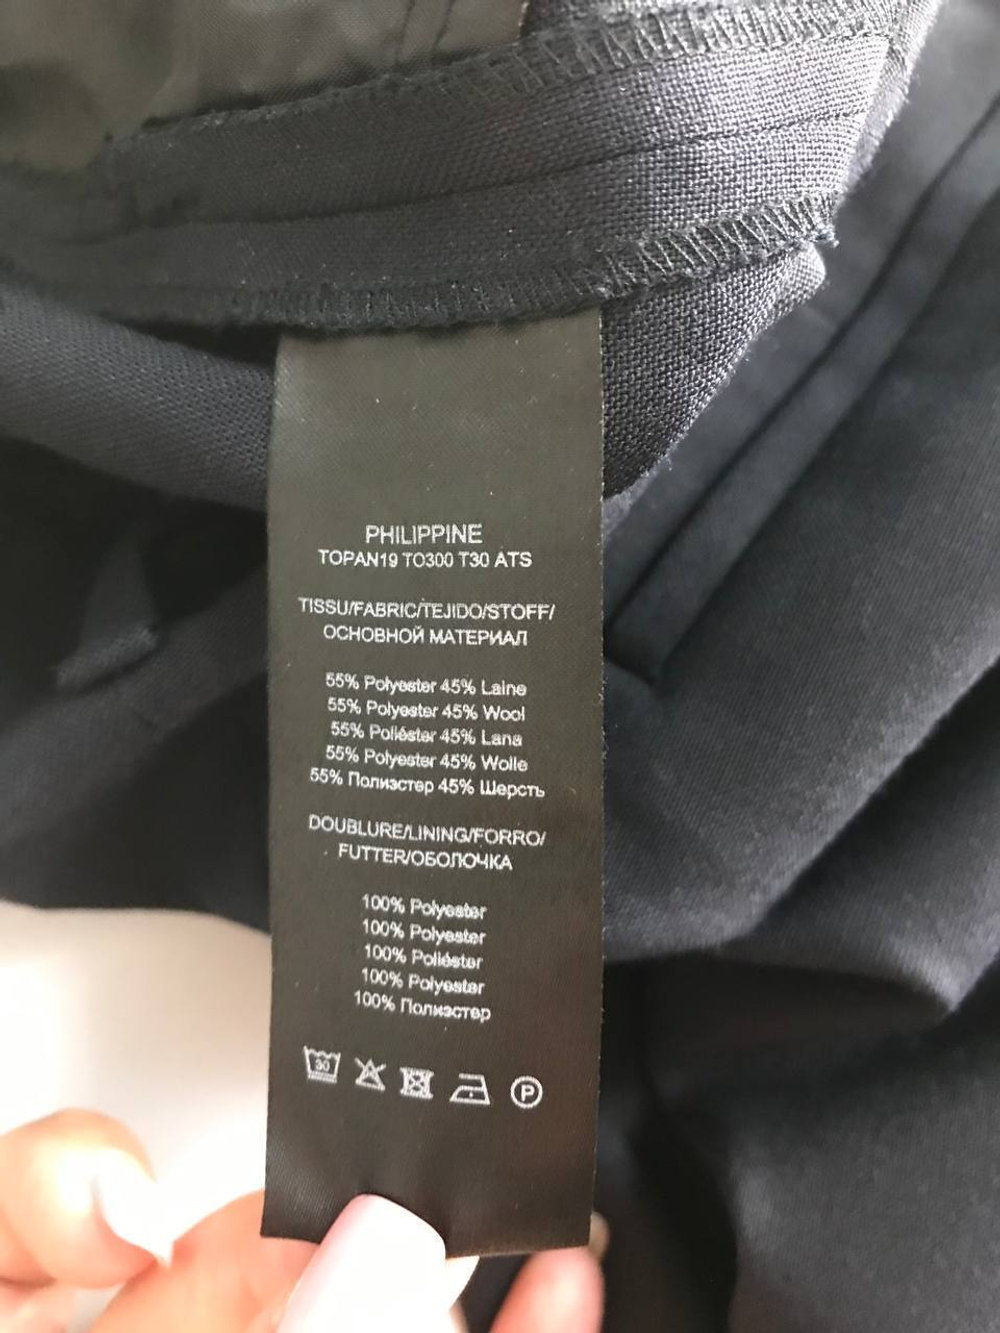 PHILIPPINE
TOPAN19 TO300 T30 ATS
TISSU/FABRIC/TEJIDO/STOFF/
ОСНОВНОЙ МАТЕРИАЛ
55% Polyester 45% Laine
55% Polyester 45% Wool
55% Poliéster 45% Lana
55% Polyester 45% Wolle
55% Полиэстер 45% Шерсть
DOUBLURE/LINING/FORRO/
FUTTER/ОБОЛОЧКА
100% Polyester
100% Polyester
100% Poliéster
100% Polyester
100% Полиэстер
30 P